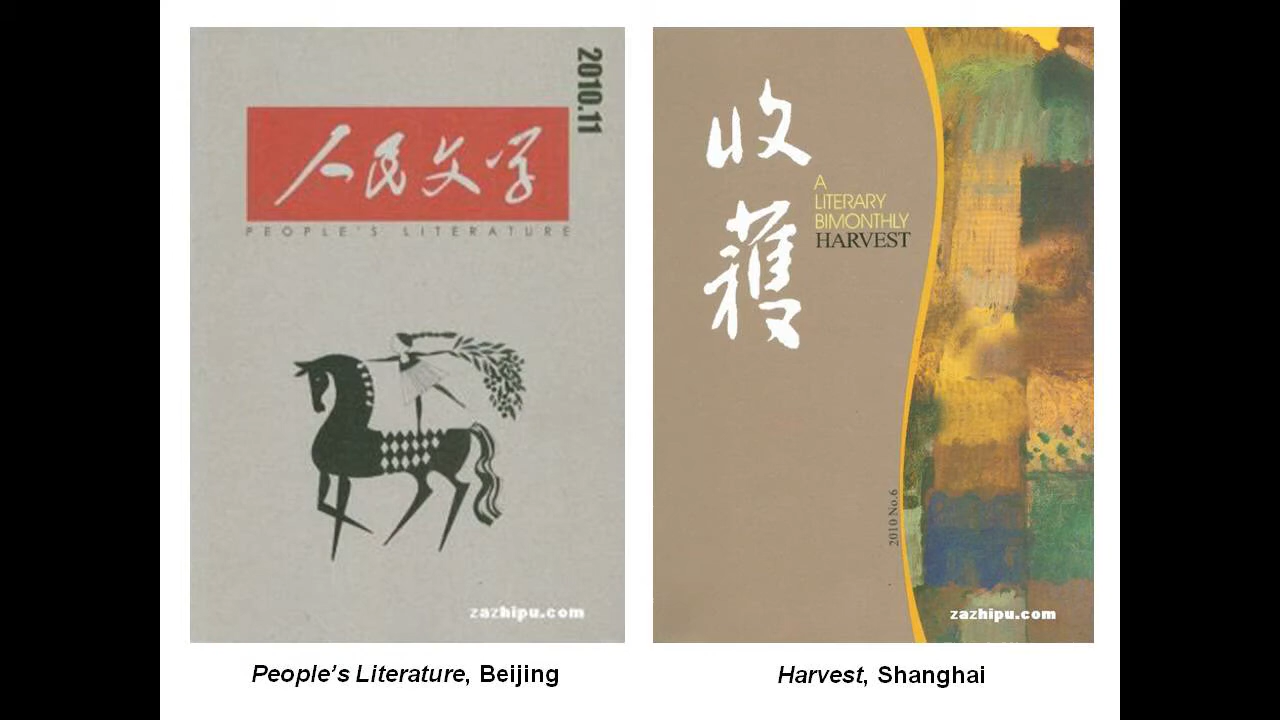 2010.11
人民文学
PEOPLE'S LITERATURE
zazhipu.com
People's Literature, Beijing
收
穫
A
LITERARY
BIMONTHLY
HARVEST
2010 No.6
zazhipu.com
Harvest, Shanghai